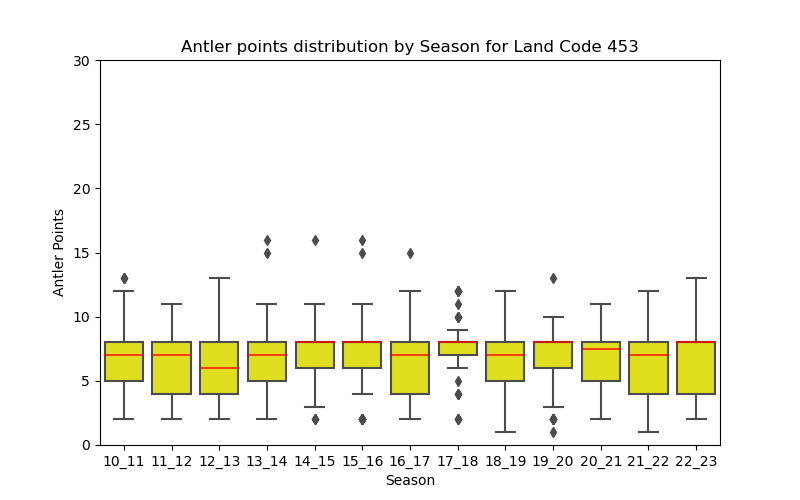 Antler points distribution by Season for Land Code 453
30
25
20
15
10
5
0
Antler Points
10_11 11_12 12_13 13_14 14_15 15_16 16_17 17_18 18_19 19_20 20_21 21_22 22_23
Season